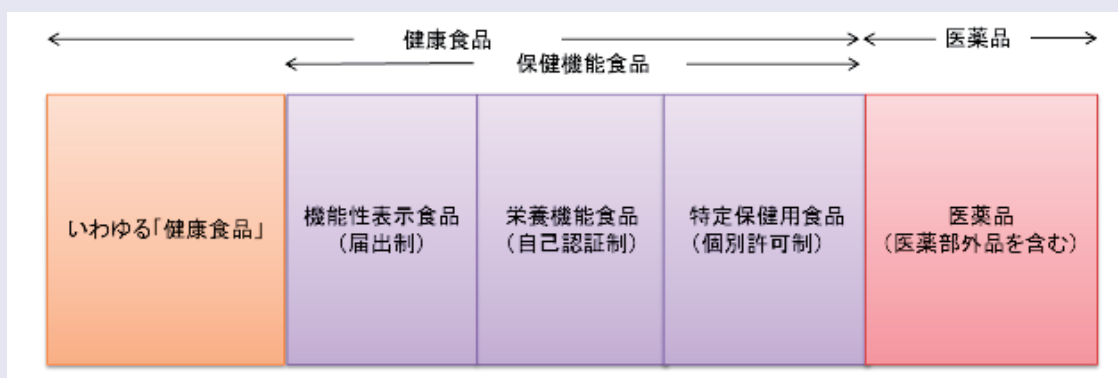 健康食品
医薬品
保健機能食品
いわゆる「健康食品」
機能性表示食品
(届出制)
栄養機能食品
(自己認証制)
特定保健用食品
(個別許可制)
医薬品
(医薬部外品を含む)